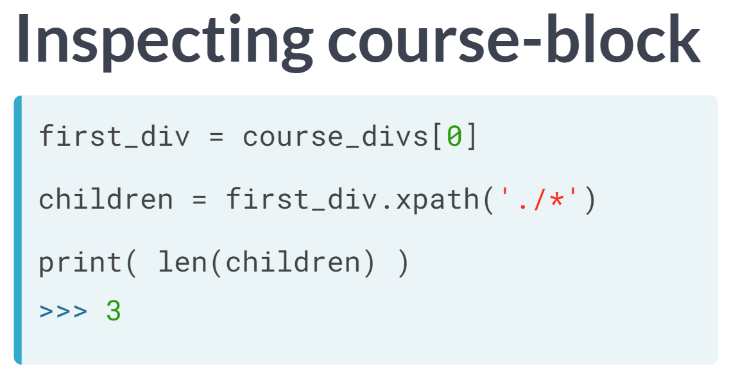 Inspecting course-block
first_div = course_divs[0]
children = first_div.xpath('./*')
print( len(children) )
>>> 3